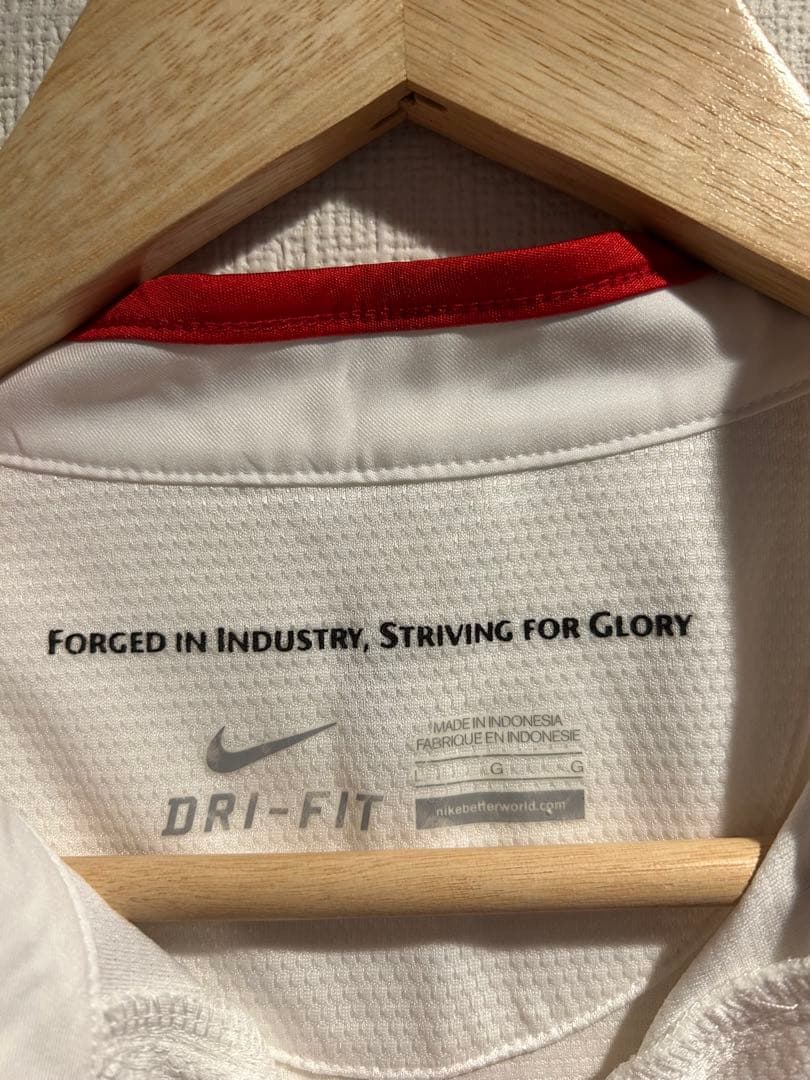 FORGED IN INDUSTRY, STRIVING FOR GLORY
MADE IN INDONESIA
FABRIQUE EN INDONESIE
DRI-FIT
nikebetterworld.com